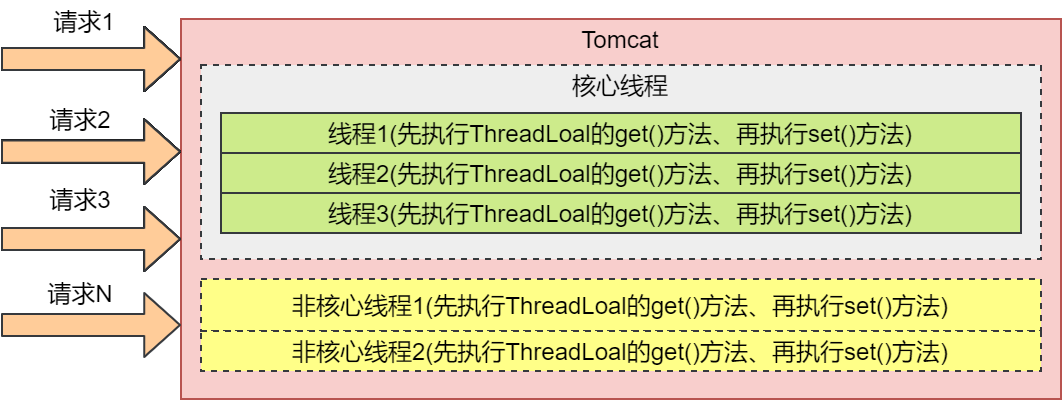 请求1
Tomcat
核心线程
请求2
线程1(先执行ThreadLoal的get()方法、再执行set()方法)
线程2(先执行ThreadLoal的get()方法、再执行set()方法)
请求3
线程3(先执行ThreadLoal的get()方法、再执行set()方法)
请求N
非核心线程1(先执行ThreadLoal的get()方法、再执行set()方法)
非核心线程2(先执行ThreadLoal的get()方法、再执行set()方法)